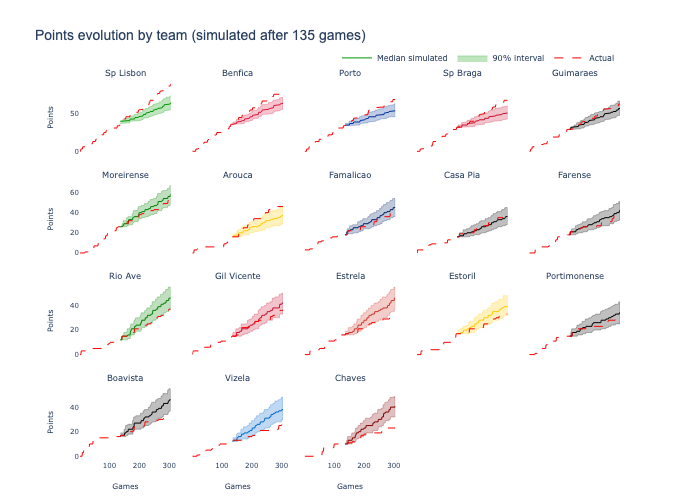 Points evolution by team (simulated after 135 games)
Median simulated 90% interval Actual
Sp Lisbon Benfica Porto Sp Braga Guimaraes
Points
50
0
Moreirense Arouca Famalicao Casa Pia Farense
Points
60
40
20
0
Rio Ave Gil Vicente Estrela Estoril Portimonense
Points
40
20
0
Boavista Vizela Chaves
Points
40
20
0
100 200 300 100 200 300 100 200 300
Games Games Games